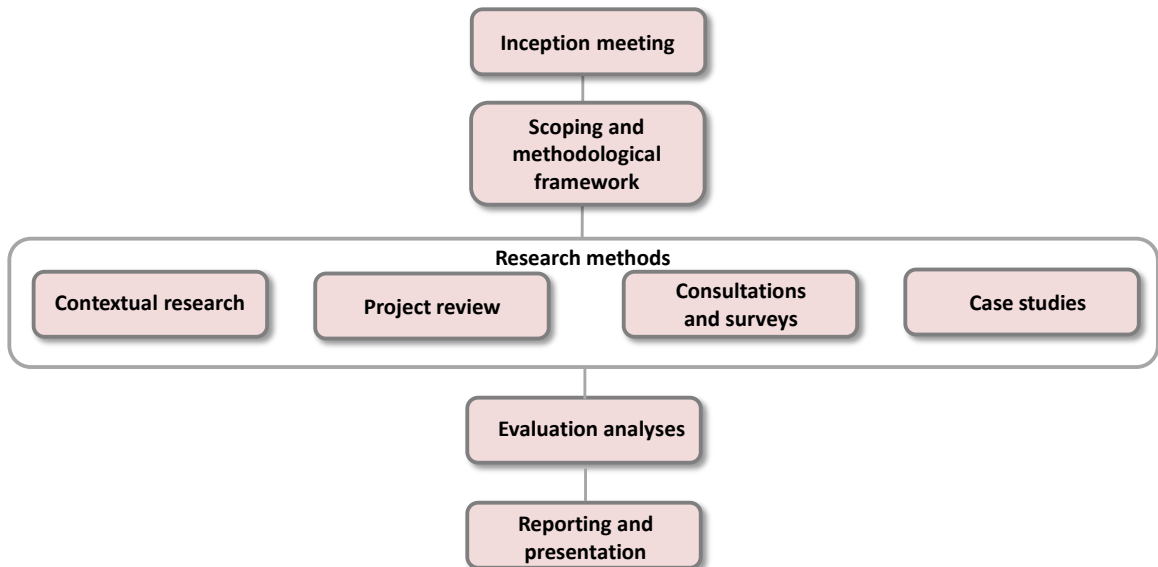 Inception meeting
Scoping and
methodological
framework
Research methods
Contextual research
Project review
Consultations
and surveys
Case studies
Evaluation analyses
Reporting and
presentation